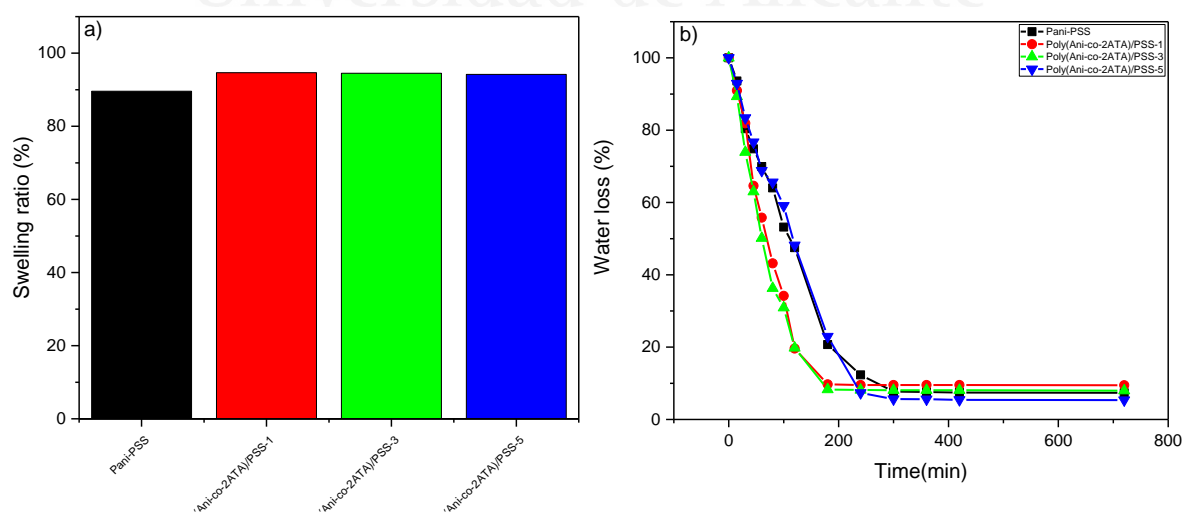 a)
Swelling ratio (%)
100
80
60
40
20
0
Pani-PSS
(Ani-co-2ATA)/PSS-1
(Ani-co-2ATA)/PSS-3
(Ani-co-2ATA)/PSS-5
b)
Pani-PSS
Poly(Ani-co-2ATA)/PSS-1
Poly(Ani-co-2ATA)/PSS-3
Poly(Ani-co-2ATA)/PSS-5
Water loss (%)
100
80
60
40
20
0
0
200
400
600
800
Time(min)